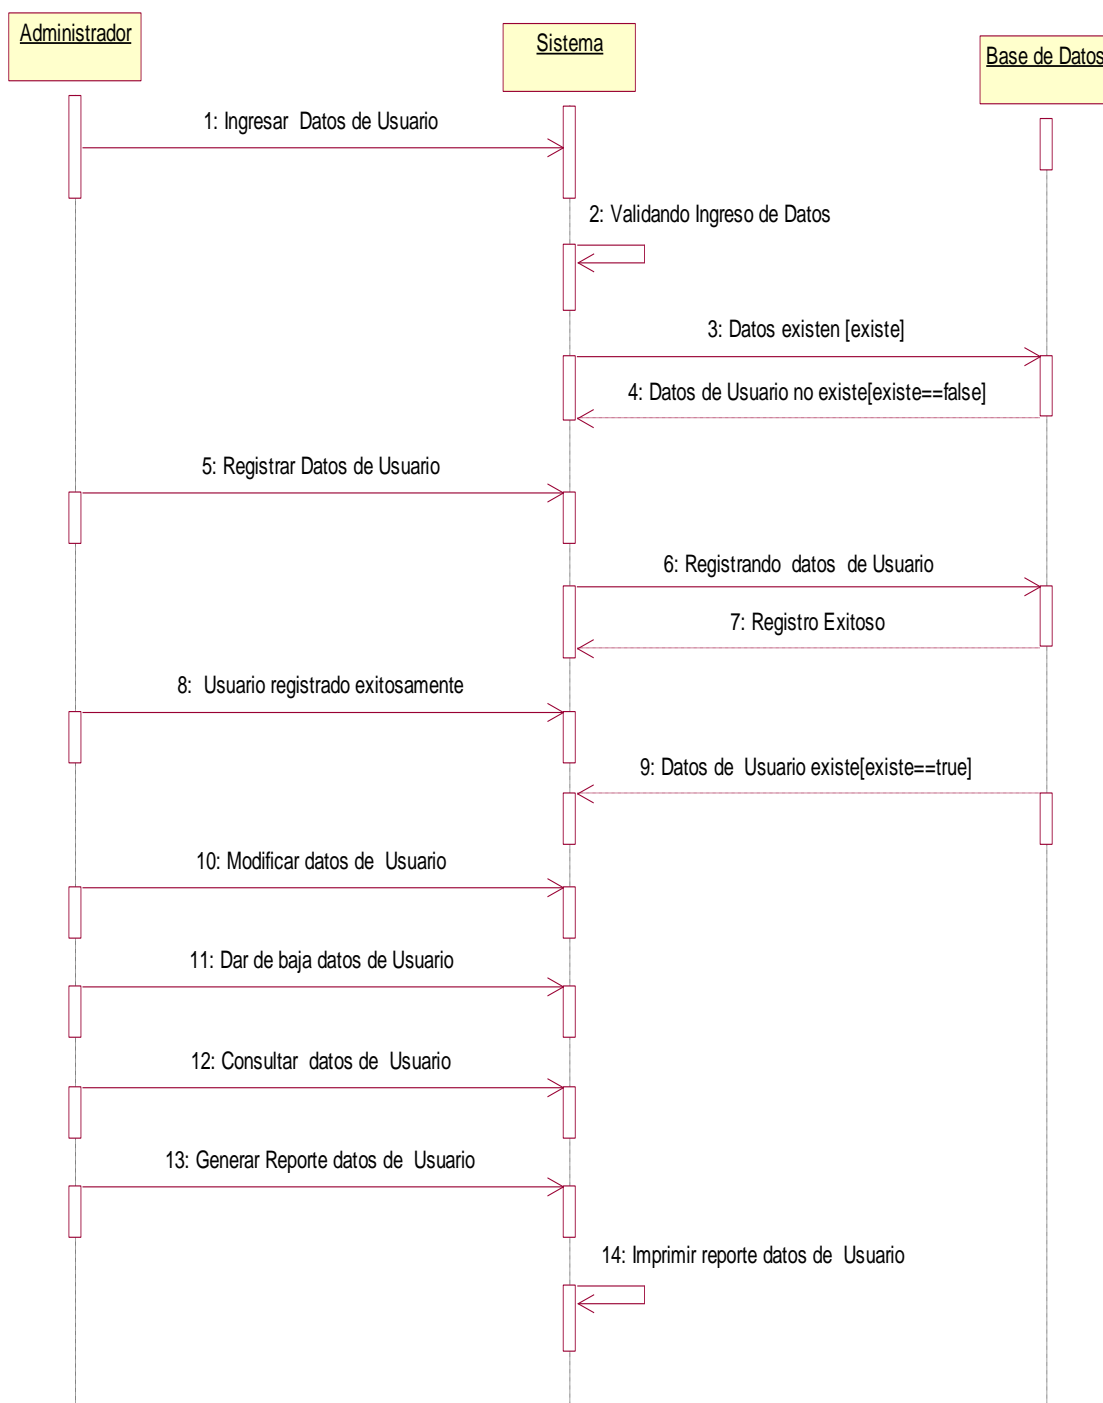 Administrador
Sistema
Base de Datos
1: Ingresar Datos de Usuario
2: Validando Ingreso de Datos
3: Datos existen [existe]
4: Datos de Usuario no existe[existe==false]
5: Registrar Datos de Usuario
6: Registrando datos de Usuario
7: Registro Exitoso
8: Usuario registrado exitosamente
9: Datos de Usuario existe[existe==true]
10: Modificar datos de Usuario
11: Dar de baja datos de Usuario
12: Consultar datos de Usuario
13: Generar Reporte datos de Usuario
14: Imprimir reporte datos de Usuario